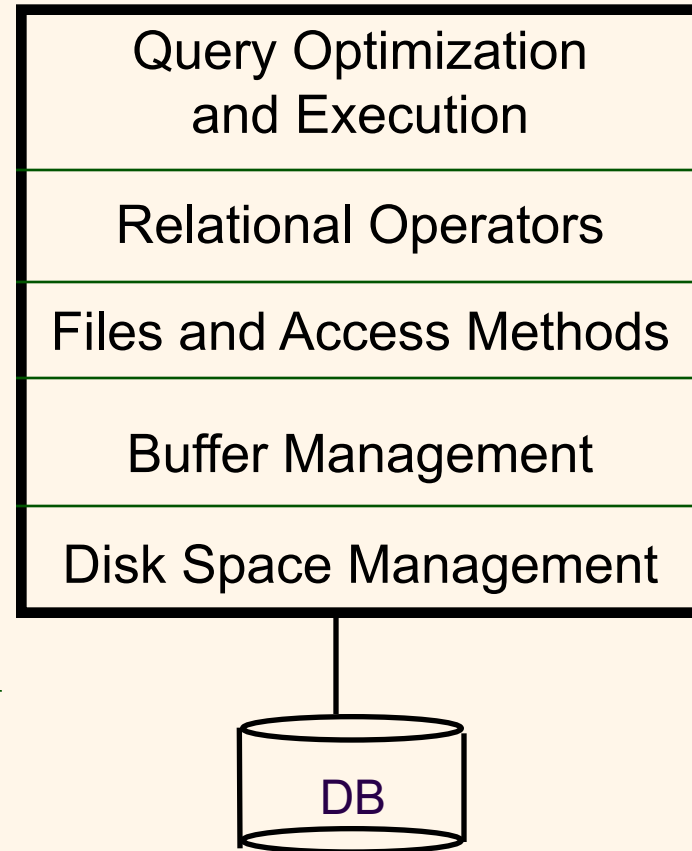 Query Optimization
and Execution
Relational Operators
Files and Access Methods
Buffer Management
Disk Space Management
DB